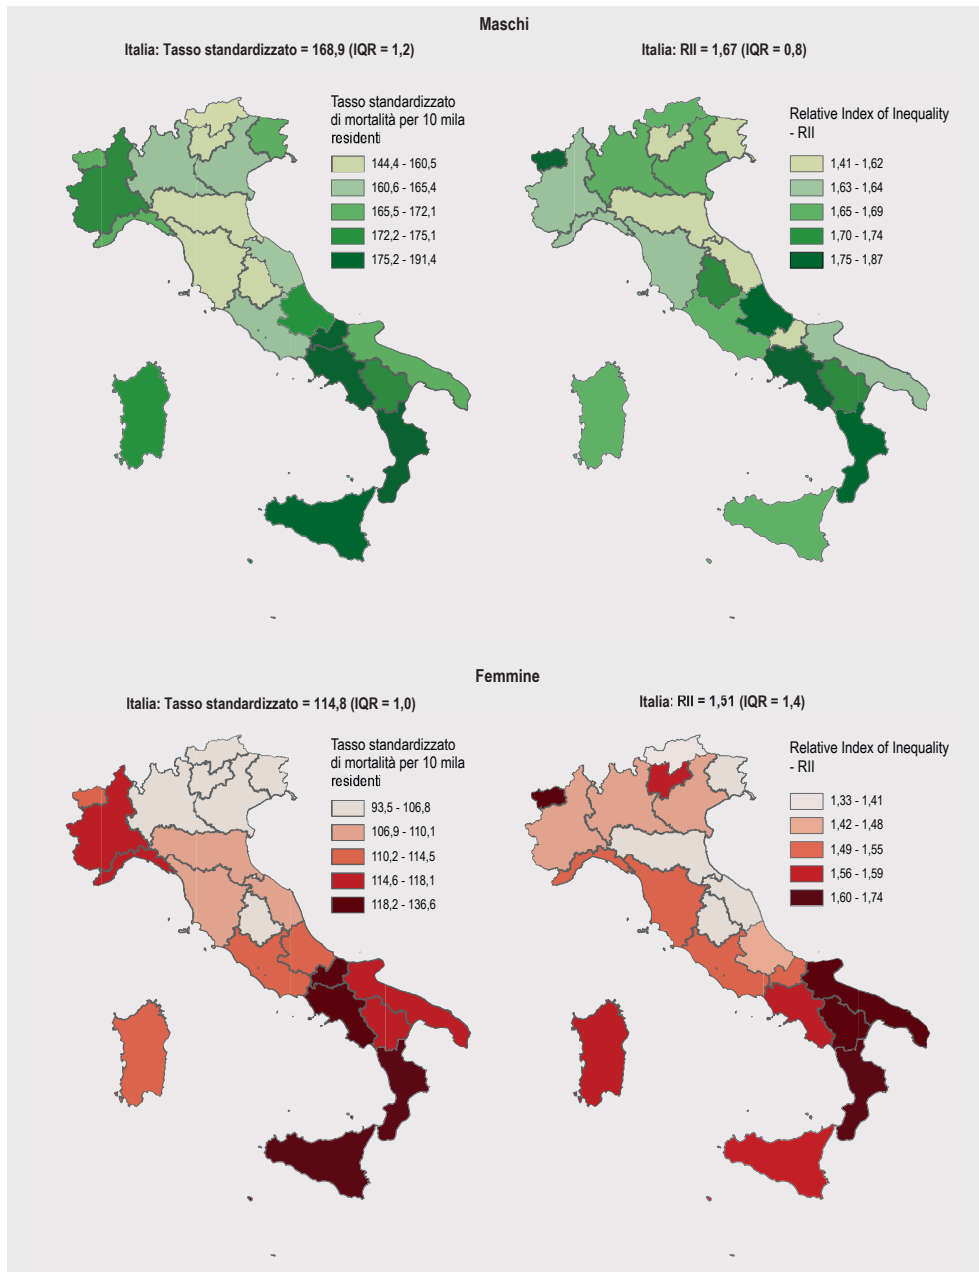 Maschi
Italia: Tasso standardizzato = 168,9 (IQR = 1,2)
Italia: RII = 1,67 (IQR = 0,8)
Tasso standardizzato
di mortalità per 10 mila
residenti
144,4 - 160,5
160,6 - 165,4
165,5 - 172,1
172,2 - 175,1
175,2 - 191,4
Relative Index of Inequality
- RII
1,41 - 1,62
1,63 - 1,64
1,65 - 1,69
1,70 - 1,74
1,75 - 1,87
Femmine
Italia: Tasso standardizzato = 114,8 (IQR = 1,0)
Italia: RII = 1,51 (IQR = 1,4)
Tasso standardizzato
di mortalità per 10 mila
residenti
93,5 - 106,8
106,9 - 110,1
110,2 - 114,5
114,6 - 118,1
118,2 - 136,6
Relative Index of Inequality
- RII
1,33 - 1,41
1,42 - 1,48
1,49 - 1,55
1,56 - 1,59
1,60 - 1,74